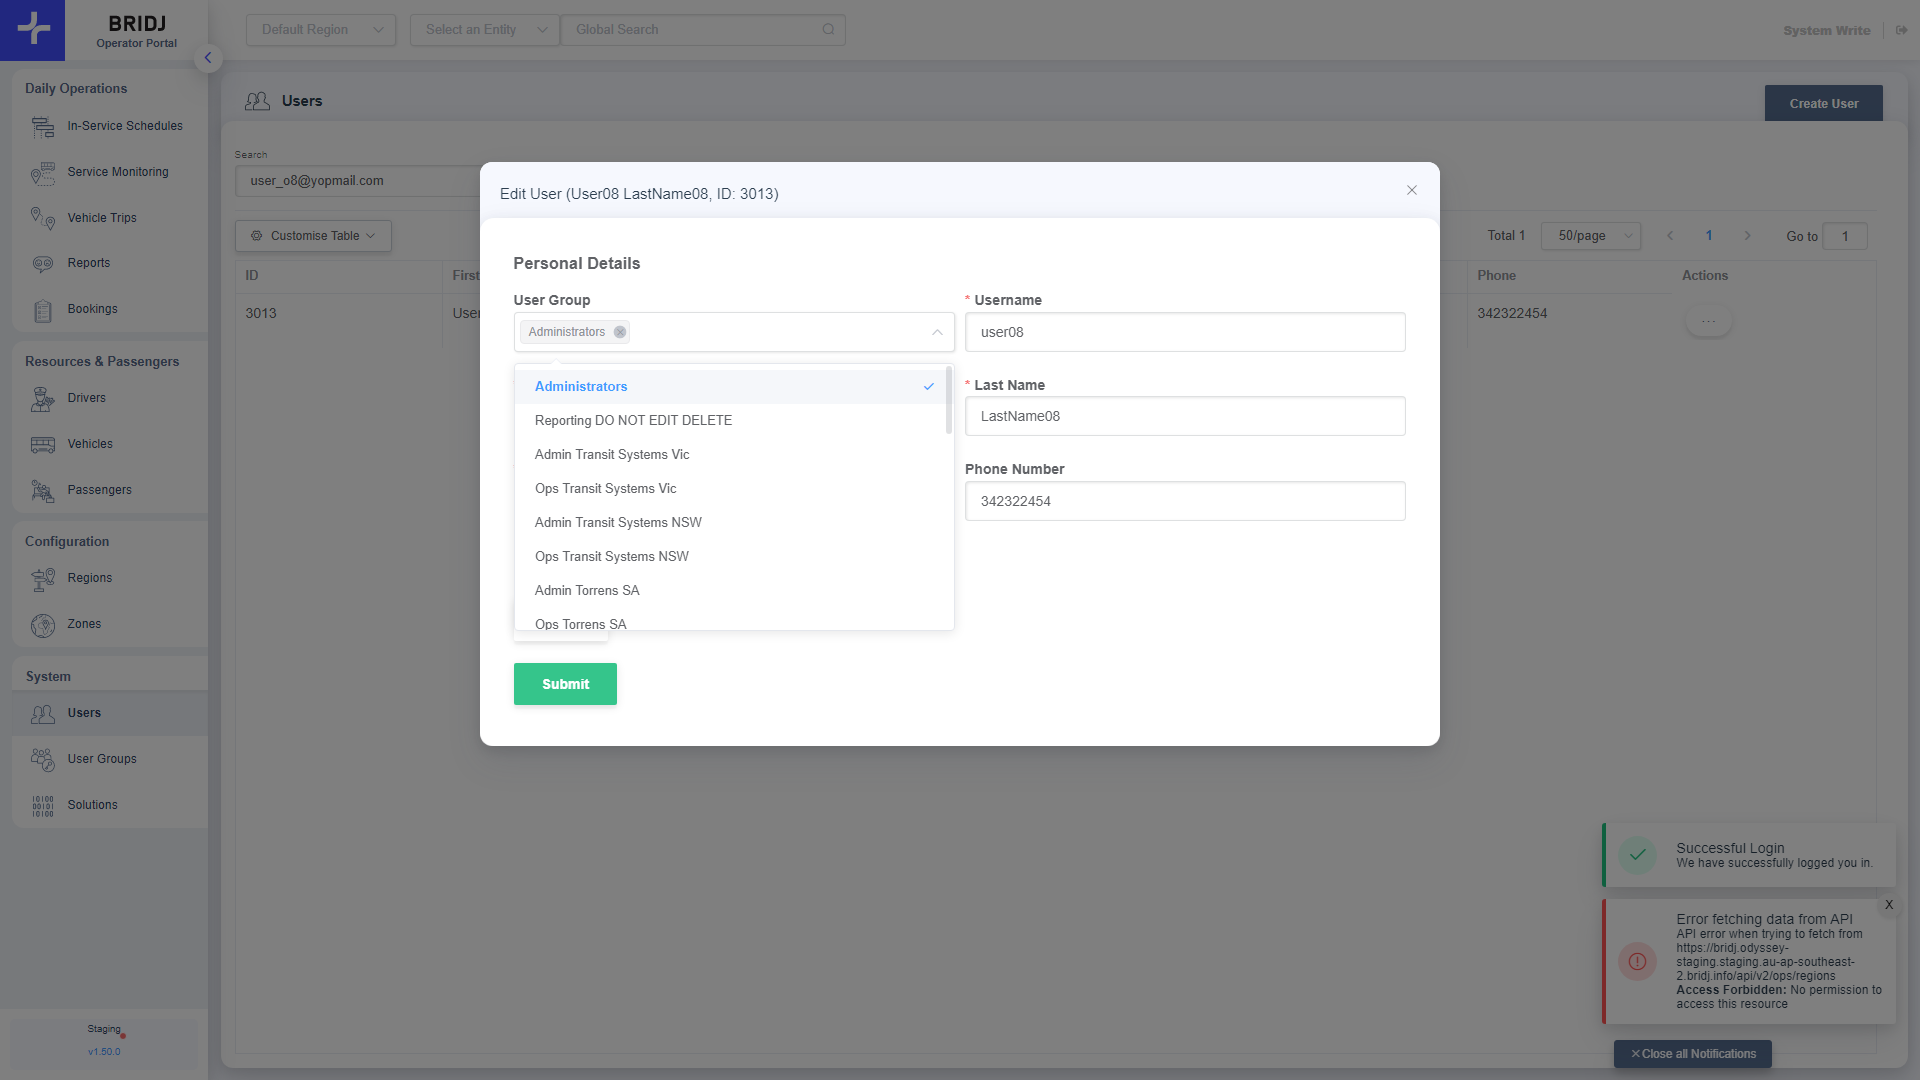 BRIDJ
Operator Portal
Default Region
Select an Entity
Global Search
System Write
Daily Operations
In-Service Schedules
Service Monitoring
Vehicle Trips
Reports
Bookings
Resources & Passengers
Drivers
Vehicles
Passengers
Configuration
Regions
Zones
System
Users
User Groups
Solutions
Staging
v1.50.0
Users
Create User
Search
user_o8@yopmail.com
Customise Table
Total 1
50/page
1
Go to
1
ID
First
Phone
Actions
3013
User
342322454
...
Edit User (User08 LastName08, ID: 3013)
Personal Details
User Group
Administrators
* Username
user08
Administrators
Reporting DO NOT EDIT DELETE
Admin Transit Systems Vic
Ops Transit Systems Vic
Admin Transit Systems NSW
Ops Transit Systems NSW
Admin Torrens SA
Ops Torrens SA
* Last Name
LastName08
Phone Number
342322454
Submit
Successful Login
We have successfully logged you in.
X
Error fetching data from API
API error when trying to fetch from
https://bridj.odyssey-
staging.staging.au-ap-southeast-
2.bridj.info/api/v2/ops/regions
Access Forbidden: No permission to
access this resource
Close all Notifications